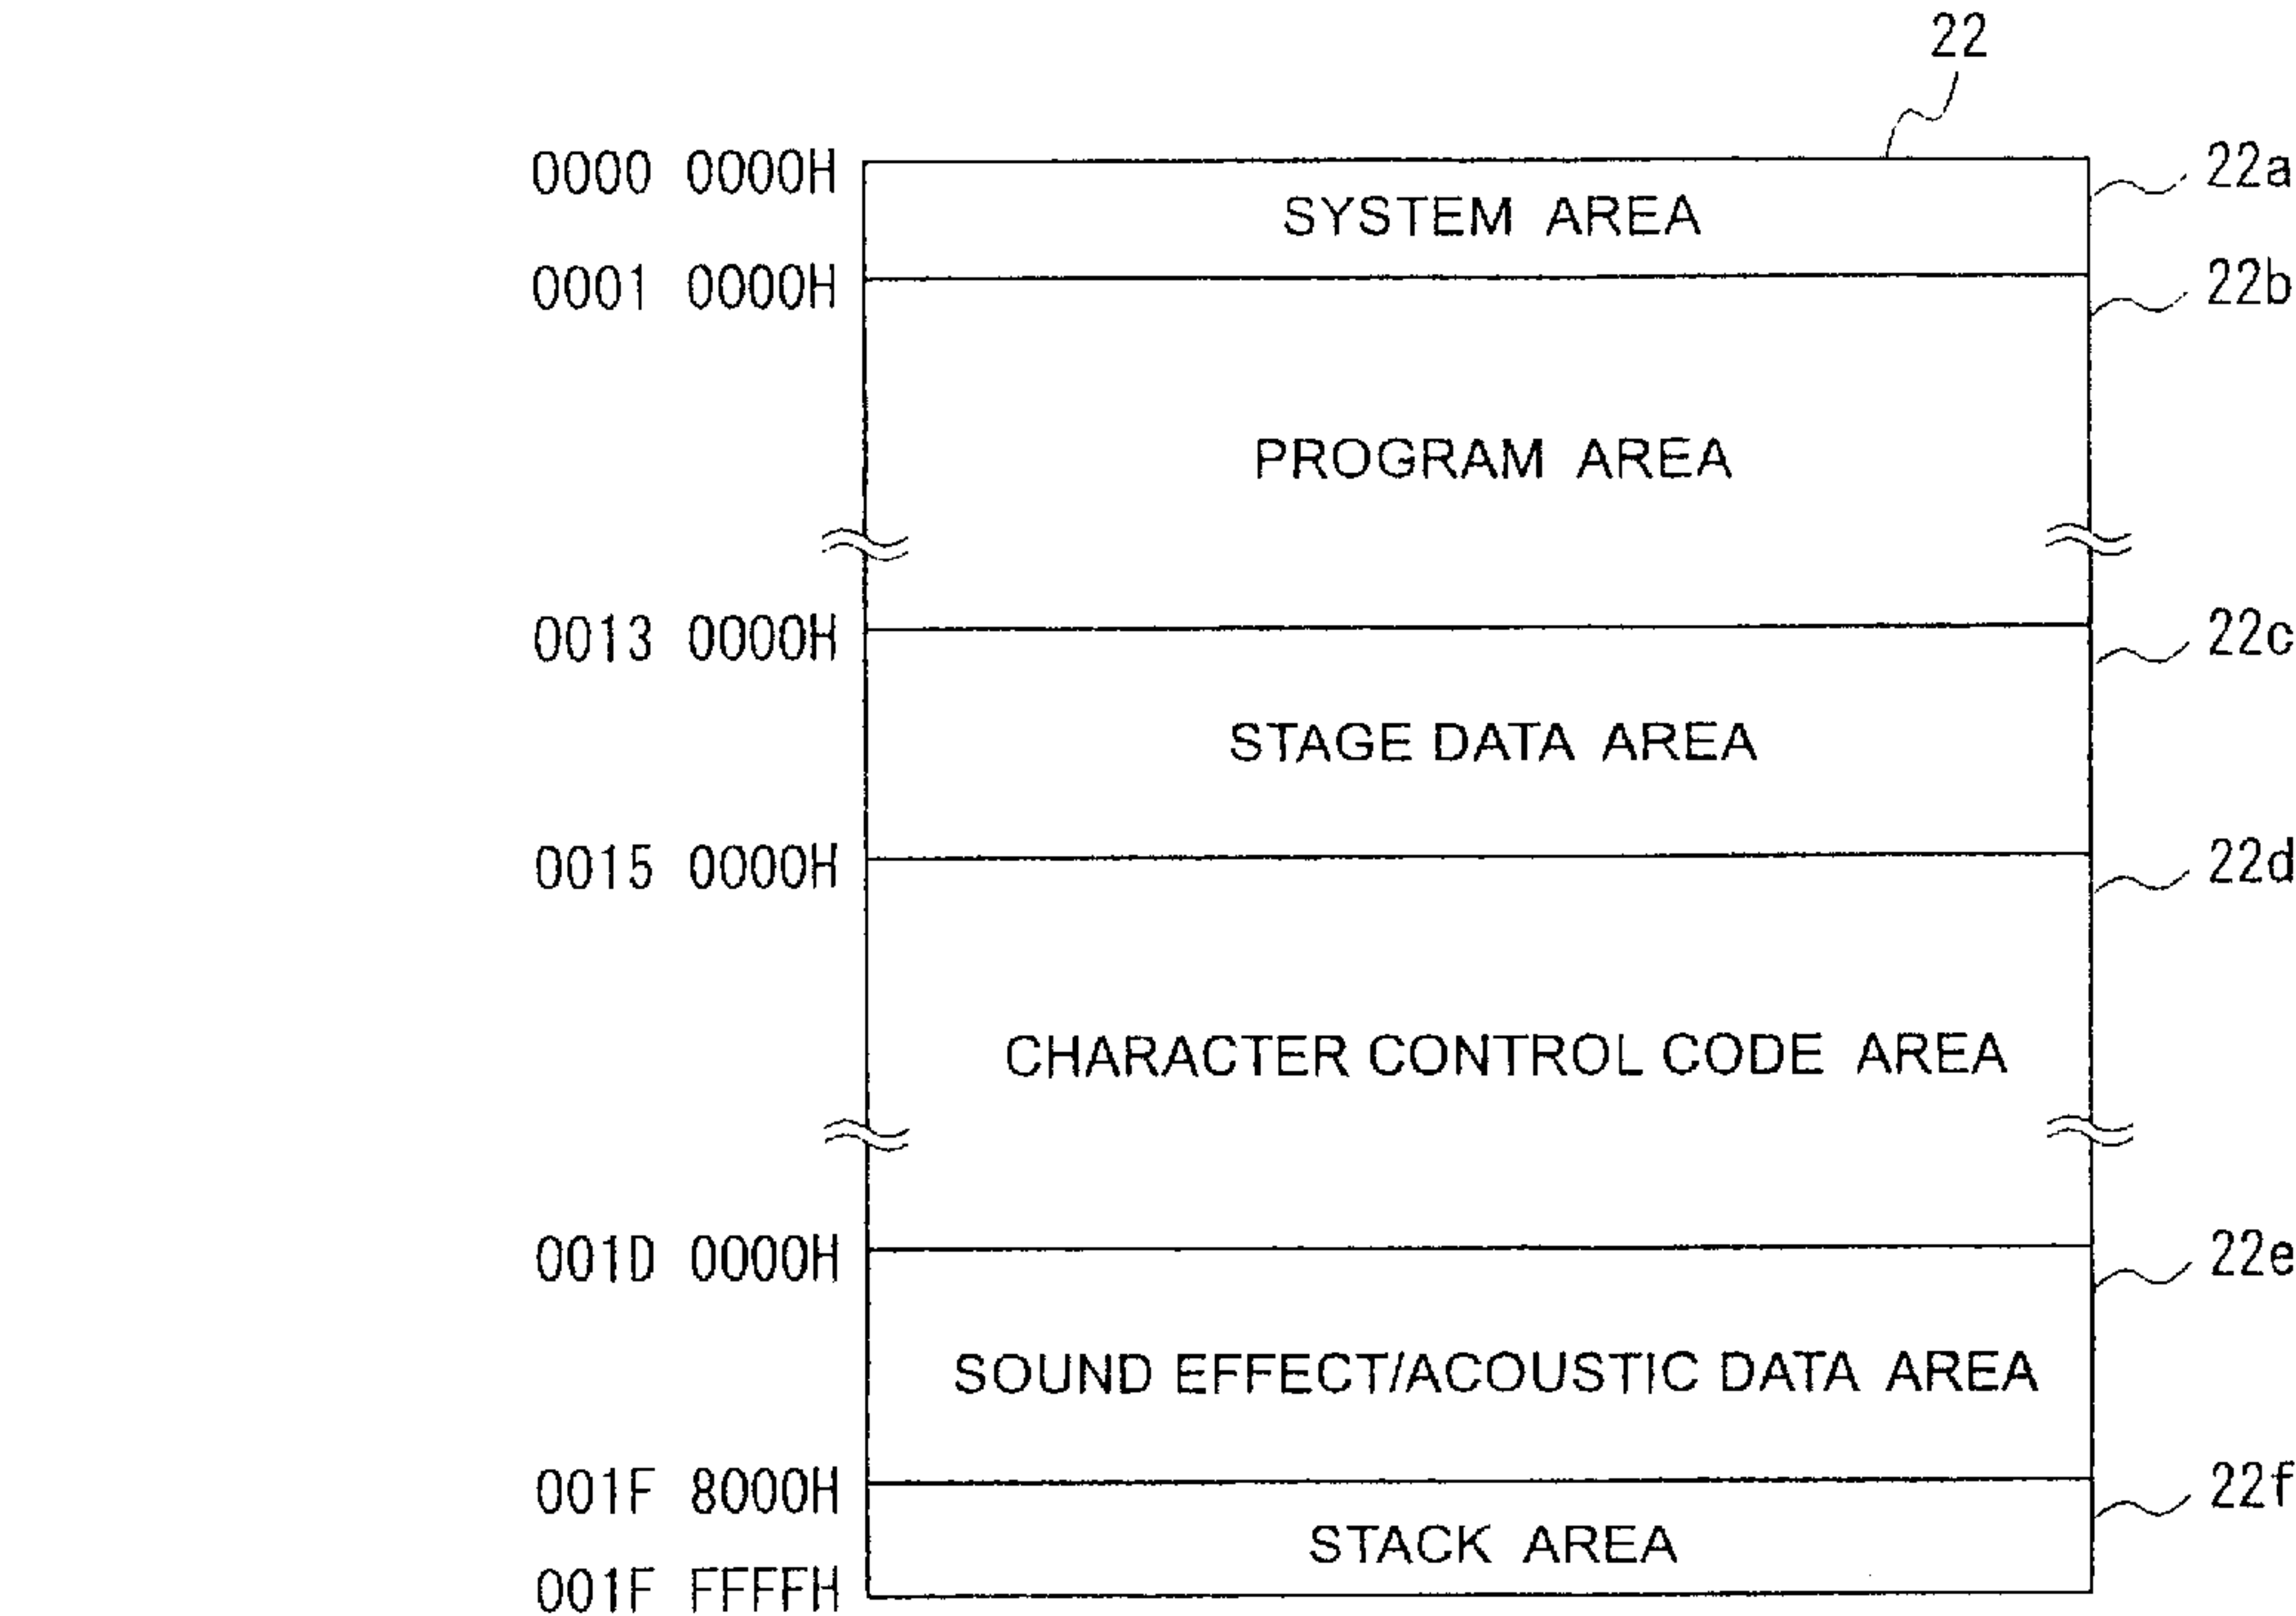 22
0000 0000H
SYSTEM AREA
22a
0001 0000H
22b
PROGRAM AREA
0013 0000H
22c
STAGE DATA AREA
0015 0000H
22d
CHARACTER CONTROL CODE AREA
001D 0000H
22e
SOUND EFFECT/ACOUSTIC DATA AREA
001F 8000H
22f
STACK AREA
001F FFFFH